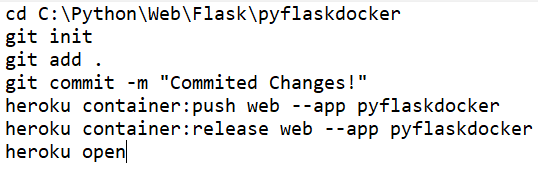 cd C:\Python\Web\Flask\pyflaskdocker
git init
git add .
git commit -m "Commited Changes!"
heroku container:push web --app pyflaskdocker
heroku container:release web --app pyflaskdocker
heroku open